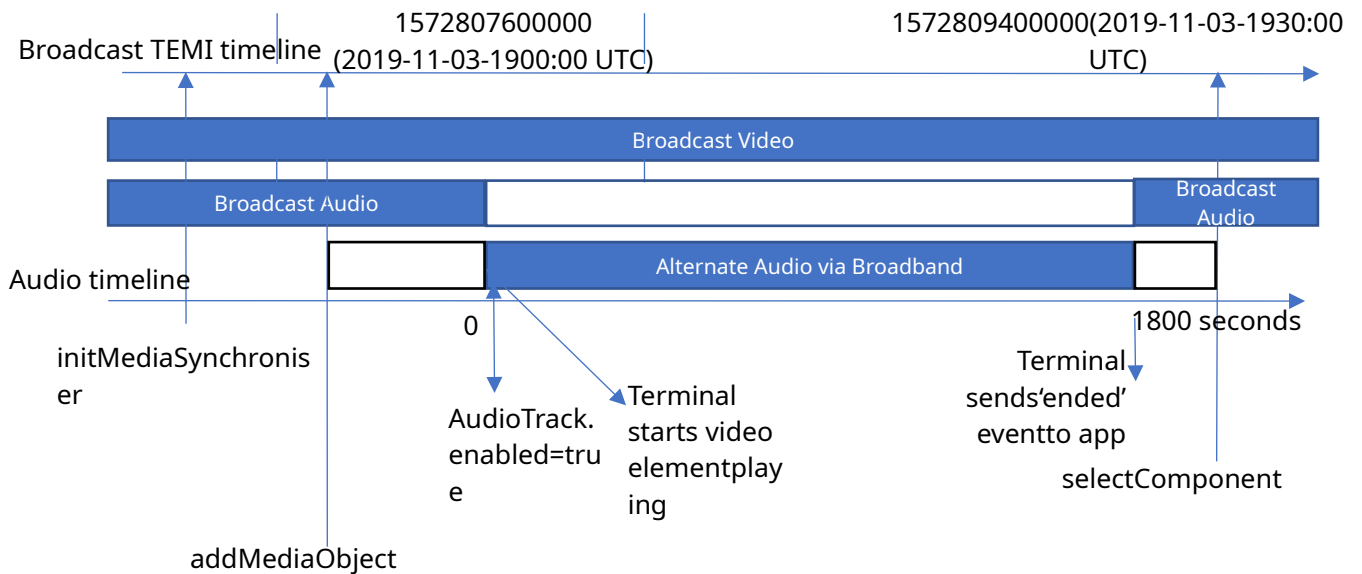 1572807600000
(2019-11-03-1900:00 UTC)
1572809400000(2019-11-03-1930:00
UTC)
Broadcast TEMI timeline
Broadcast Video
Broadcast Audio
Broadcast
Audio
Alternate Audio via Broadband
Audio timeline
0
1800 seconds
initMediaSynchronis
er
AudioTrack.
enabled=tru
e
Terminal
starts video
elementplay
ing
Terminal
sends‘ended’
eventto app
selectComponent
addMediaObject